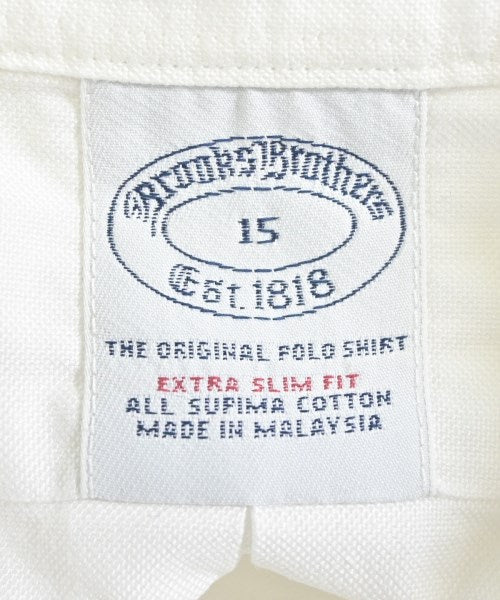 Brooks Brothers
15
Est. 1818
THE ORIGINAL POLO SHIRT
EXTRA SLIM FIT
ALL SUPIMA COTTON
MADE IN MALAYSIA